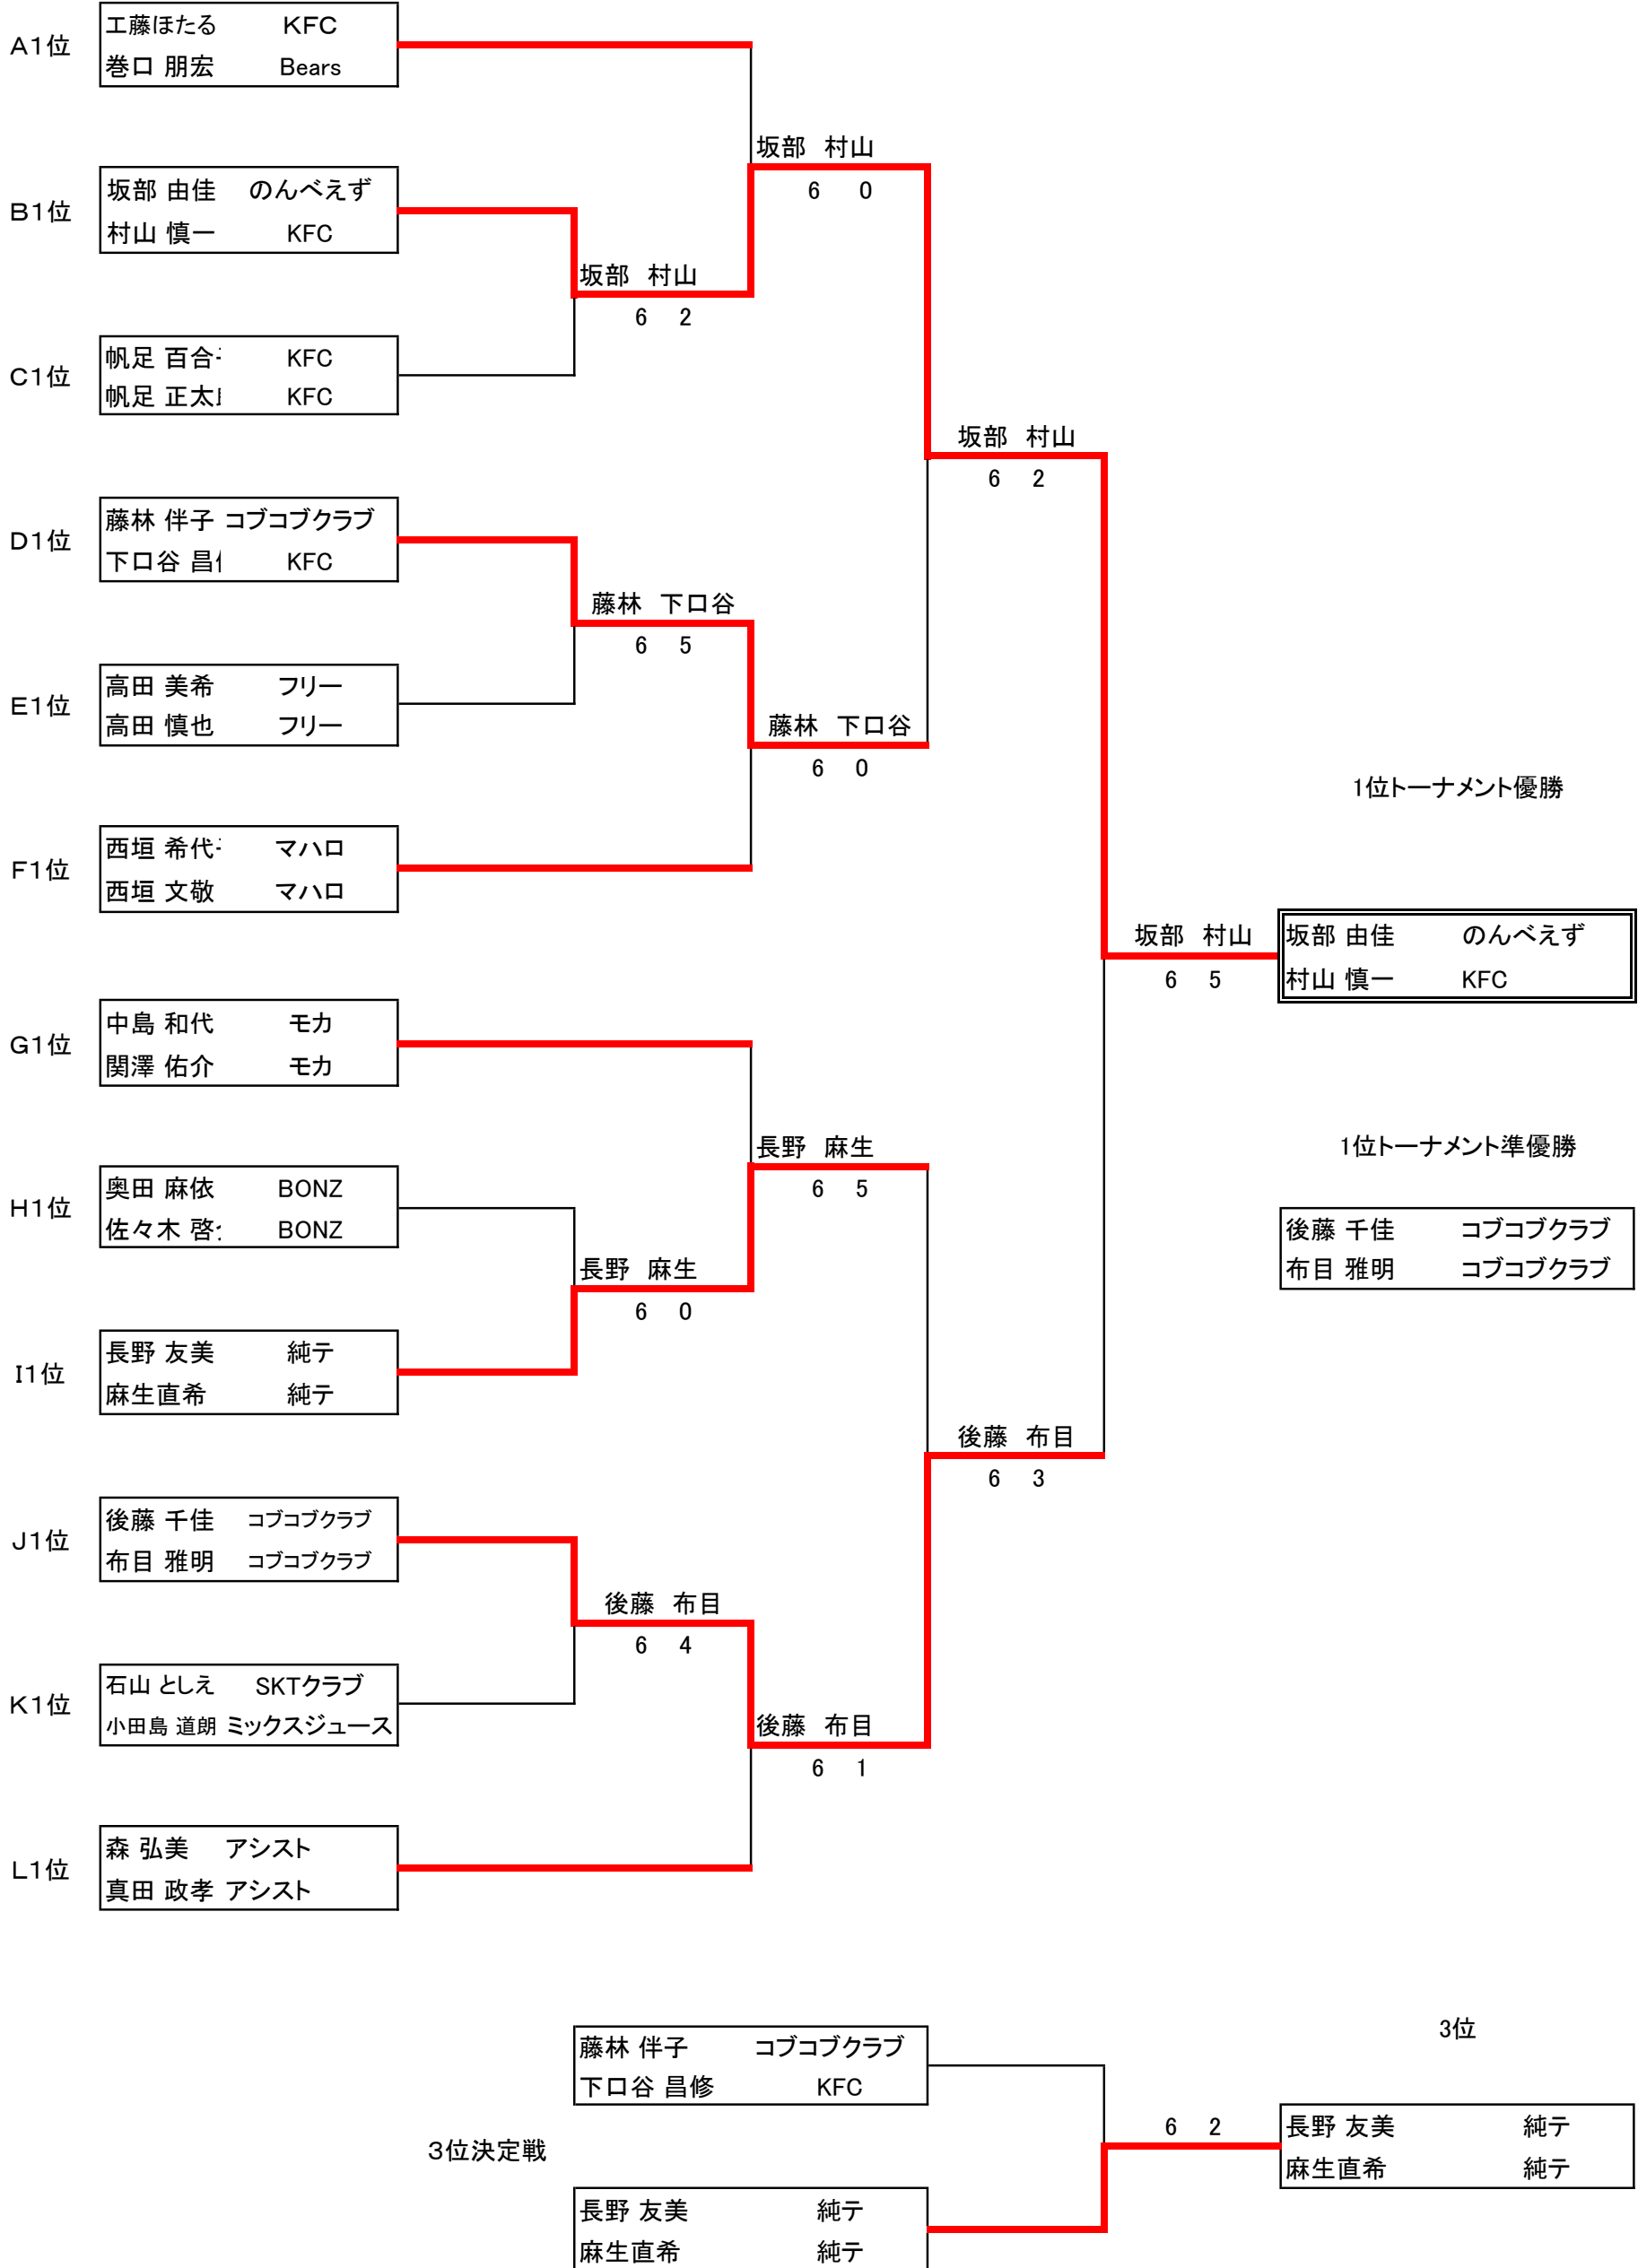 A1位
工藤ほたる KFC
巻口 朋宏 Bears
坂部 村山
6 0
B1位
坂部 由佳 のんべえず
村山 慎一 KFC
坂部 村山
6 2
C1位
帆足 百合 KFC
帆足 正太 KFC
坂部 村山
6 2
D1位
藤林 伴子 コブコブクラブ
下口谷 昌 KFC
藤林 下口谷
6 5
E1位
高田 美希 フリー
高田 慎也 フリー
藤林 下口谷
6 0
1位トーナメント優勝
F1位
西垣 希代 マハロ
西垣 文敬 マハロ
坂部 村山
6 5
坂部 由佳 のんべえず
村山 慎一 KFC
G1位
中島 和代 モカ
関澤 佑介 モカ
長野 麻生
6 5
1位トーナメント準優勝
H1位
奥田 麻依 BONZ
佐々木 啓 BONZ
後藤 千佳 コブコブクラブ
布目 雅明 コブコブクラブ
長野 麻生
6 0
I1位
長野 友美 純テ
麻生直希 純テ
後藤 布目
6 3
J1位
後藤 千佳 コブコブクラブ
布目 雅明 コブコブクラブ
後藤 布目
6 4
K1位
石山 としえ SKTクラブ
小田島 道朗 ミックスジュース
後藤 布目
6 1
L1位
森 弘美 アシスト
真田 政孝 アシスト
3位
藤林 伴子 コブコブクラブ
下口谷 昌修 KFC
6 2
長野 友美 純テ
麻生直希 純テ
3位決定戦
長野 友美 純テ
麻生直希 純テ